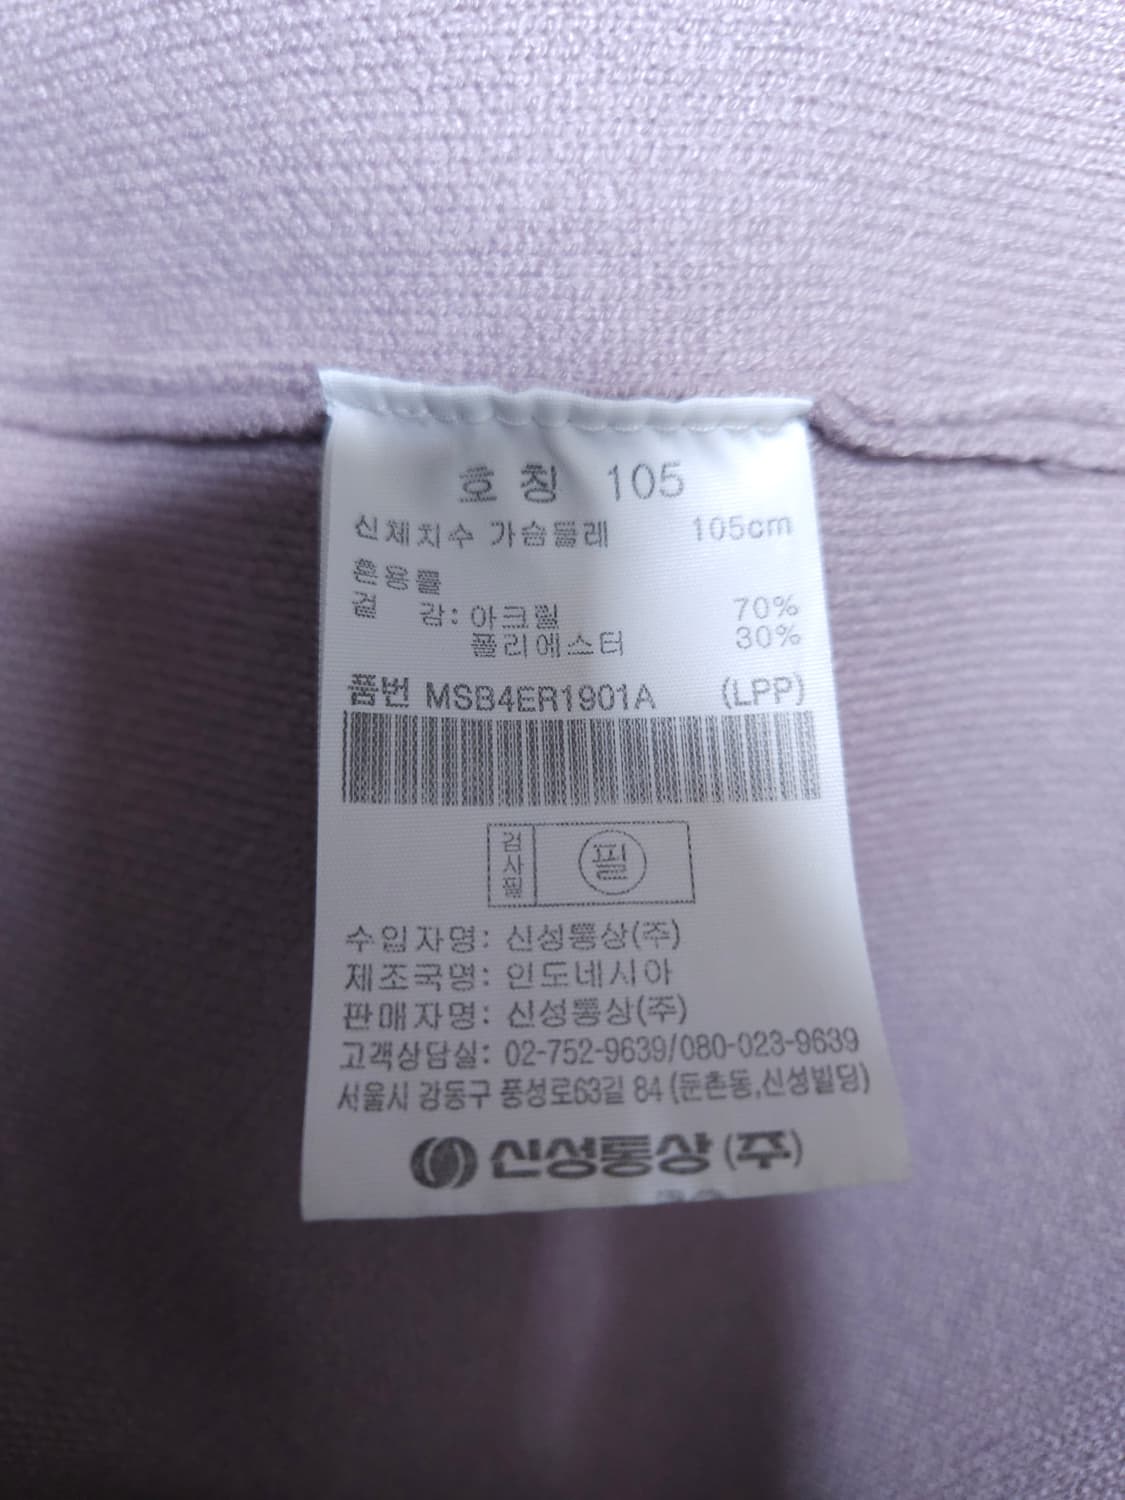 호칭 105
신체치수 가슴둘레 105cm
혼용률
겉감: 아크릴 70%
폴리에스터 30%
품번 MSB4ER1901A (LPP)
검사필 필
수입자명: 신성통상(주)
제조국명: 인도네시아
판매자명: 신성통상(주)
고객상담실: 02-752-9639/080-023-9639
서울시 강동구 풍성로63길 84 (둔촌동,신성빌딩)
신성통상(주)